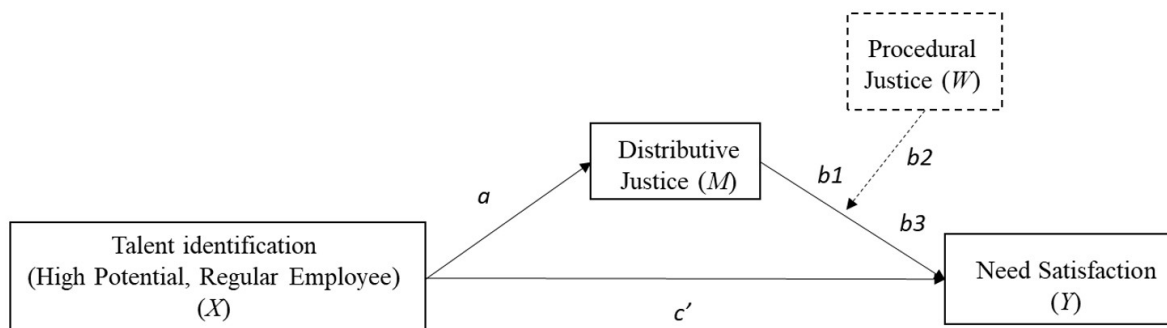 Procedural
Justice (W)
Distributive
Justice (M)
b1
b2
a
b3
Talent identification
(High Potential, Regular Employee)
(X)
Need Satisfaction
(Y)
c’